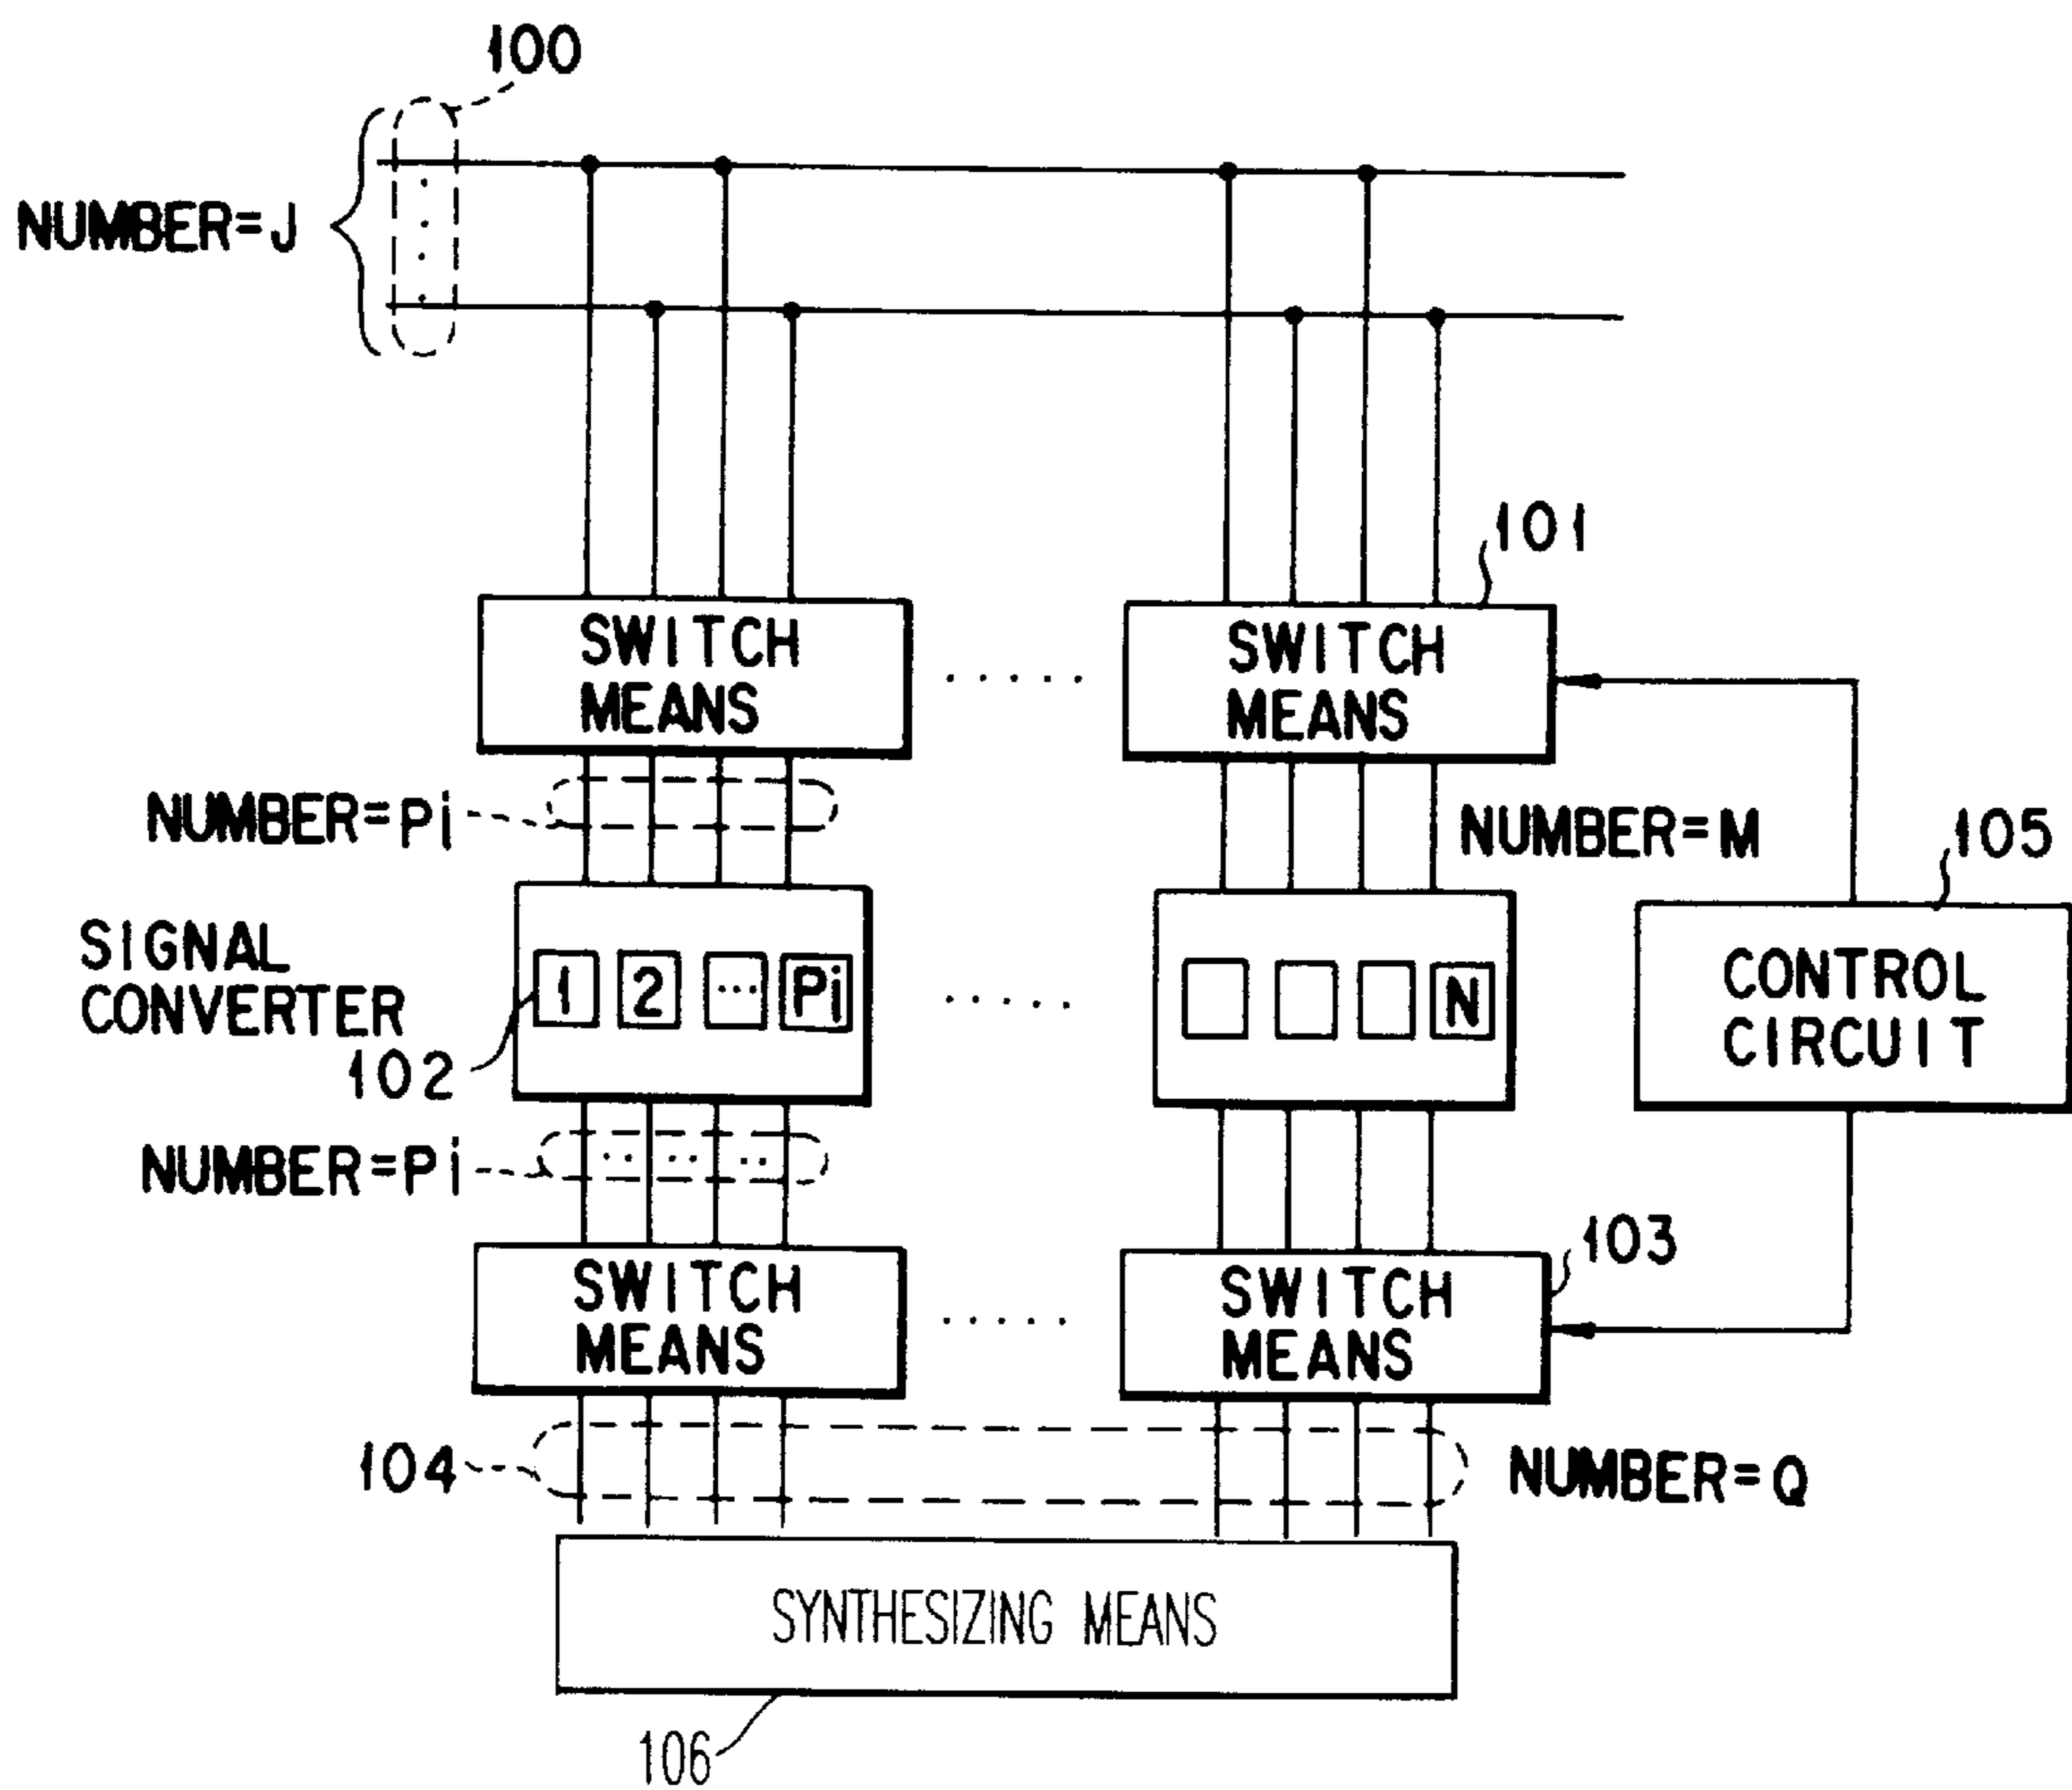 100
NUMBER=J
101
SWITCH
MEANS
.....
SWITCH
MEANS
NUMBER=Pi
NUMBER=M
105
SIGNAL
CONVERTER
102
1 2 ... Pi
.....
N
CONTROL
CIRCUIT
NUMBER=Pi
103
SWITCH
MEANS
.....
SWITCH
MEANS
104
NUMBER=Q
SYNTHESIZING MEANS
106